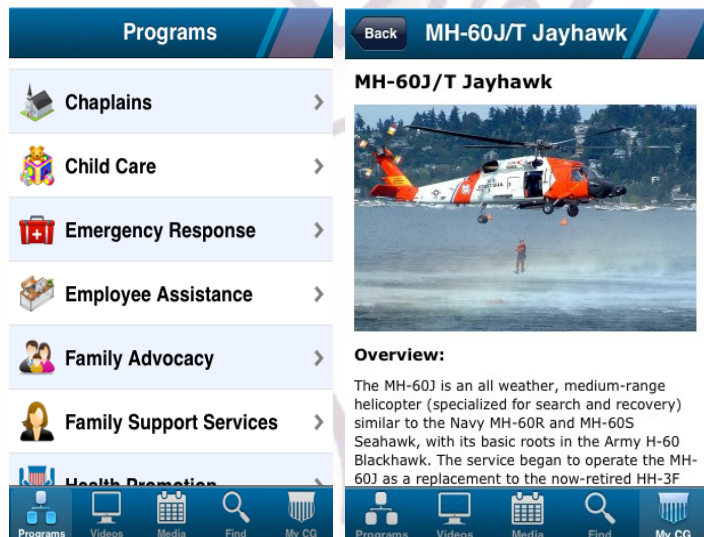 Programs
Chaplains
Child Care
Emergency Response
Employee Assistance
Family Advocacy
Family Support Services
Health Promotion
Programs
Videos
Media
Find
My CG
Back
MH-60J/T Jayhawk
MH-60J/T Jayhawk
U.S.
COAST GUARD
Overview:
The MH-60J is an all weather, medium-range
helicopter (specialized for search and recovery)
similar to the Navy MH-60R and MH-60S
Seahawk, with its basic roots in the Army H-60
Blackhawk. The service began to operate the MH-
60J as a replacement to the now-retired HH-3F
Programs
Videos
Media
Find
My CG